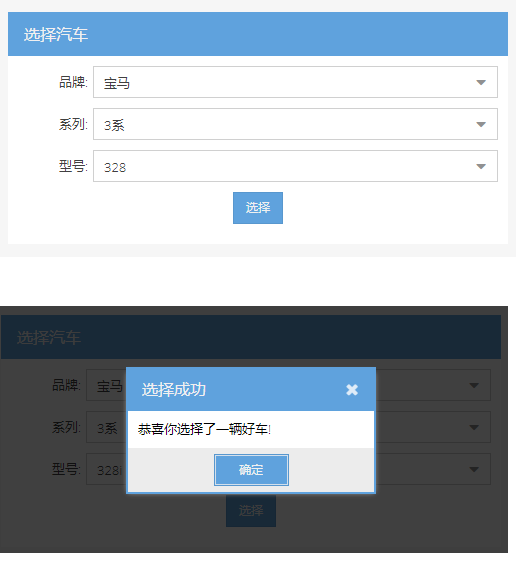 选择汽车
品牌: 宝马
系列: 3系
型号: 328
选择
选择汽车
品牌: 宝马
选择成功
恭喜你选择了一辆好车!
系列: 3系
型号: 328
确定
选择